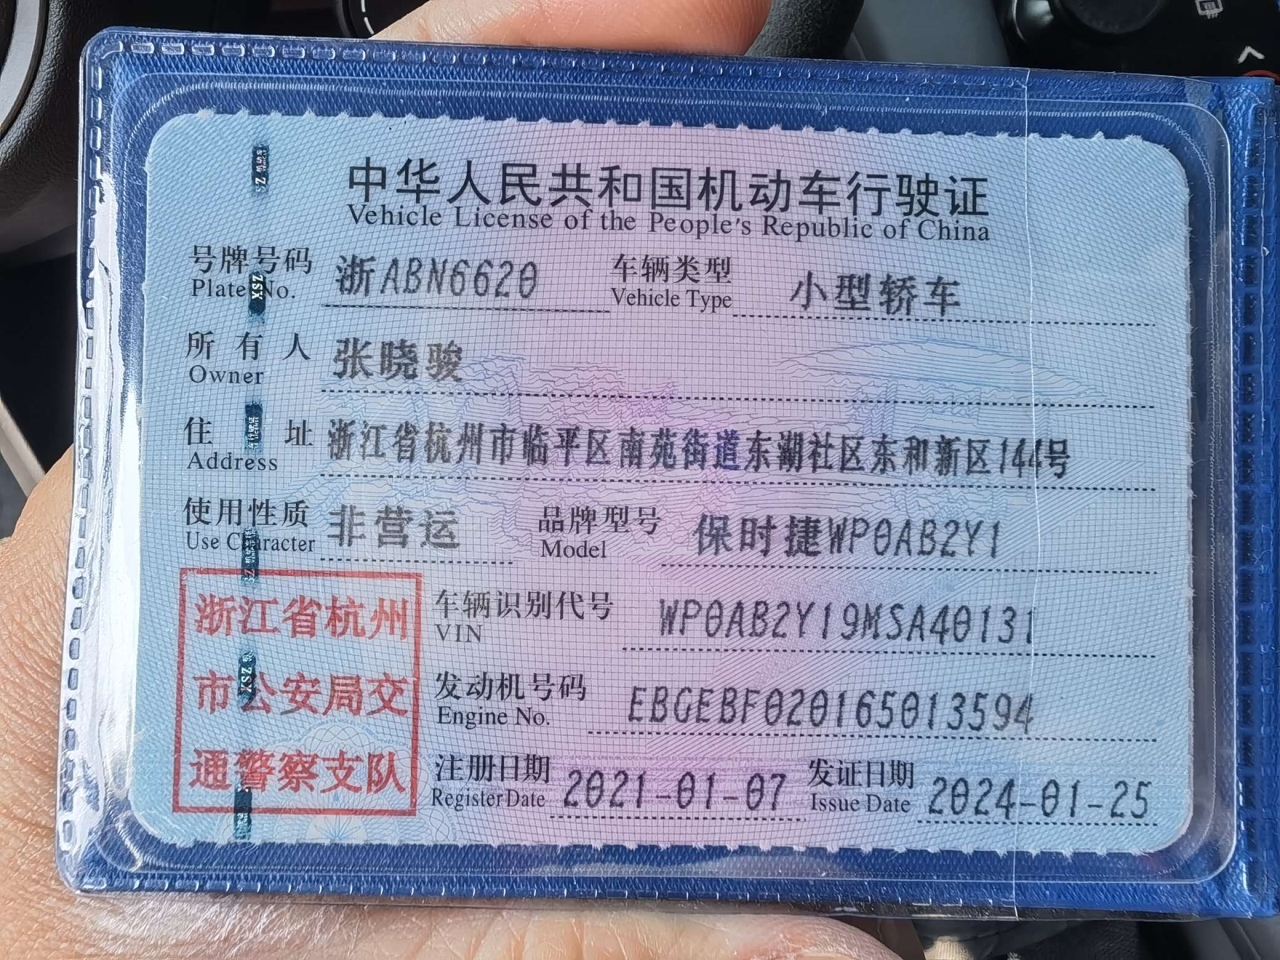 中华人民共和国机动车行驶证
Vehicle License of the People's Republic of China
号牌号码 浙ABN6620 车辆类型 小型轿车
Plate No. Vehicle Type
所有人 张晓骏
Owner
住址 浙江省杭州市临平区南苑街道东湖社区东和新区144号
Address
使用性质 非营运 品牌型号 保时捷WP0AB2Y1
Use Character Model
车辆识别代号 WP0AB2Y19MSA40131
VIN
发动机号码 EBGEBF020165013594
Engine No.
注册日期 2021-01-07 发证日期 2024-01-25
Register Date Issue Date
浙江省杭州
市公安局交
通警察支队
XSZ
XSZ